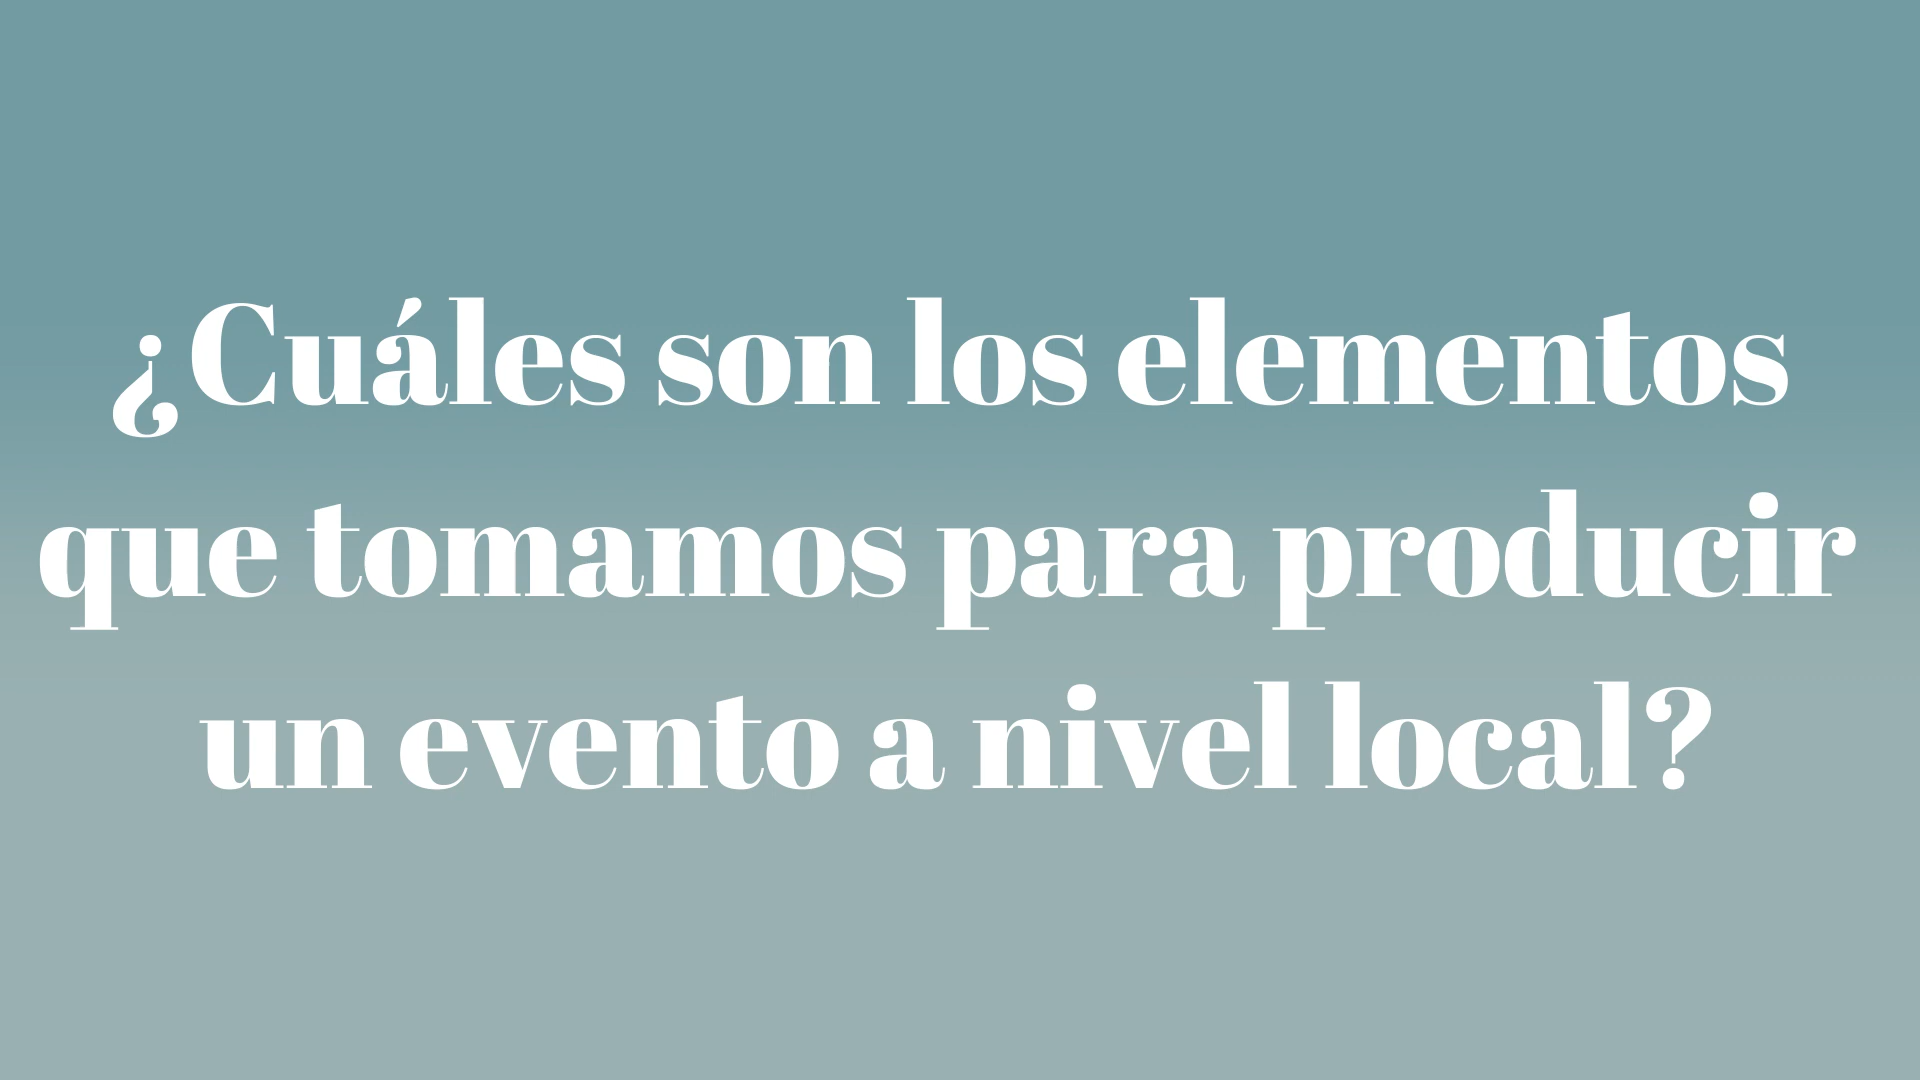 ¿Cuáles son los elementos
que tomamos para producir
un evento a nivel local?